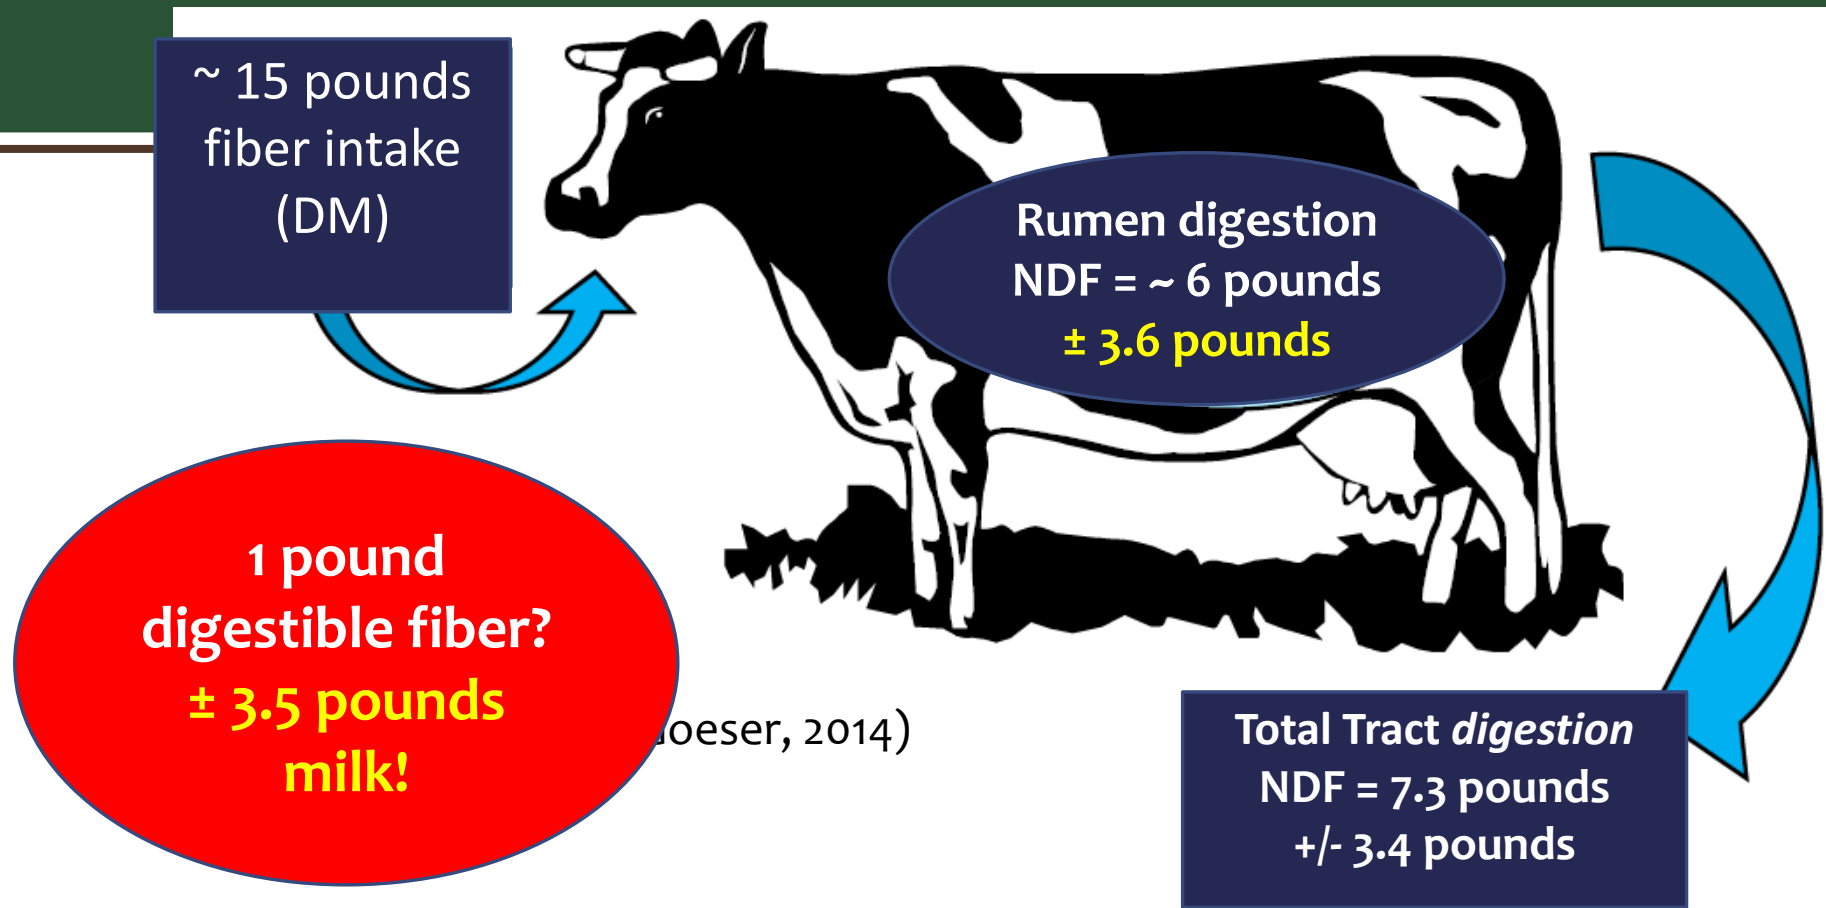 ~ 15 pounds
fiber intake
(DM)
Rumen digestion
NDF = ~ 6 pounds
± 3.6 pounds
1 pound
digestible fiber?
± 3.5 pounds
milk!
2014)
Total Tract digestion
NDF = 7.3 pounds
+/- 3.4 pounds